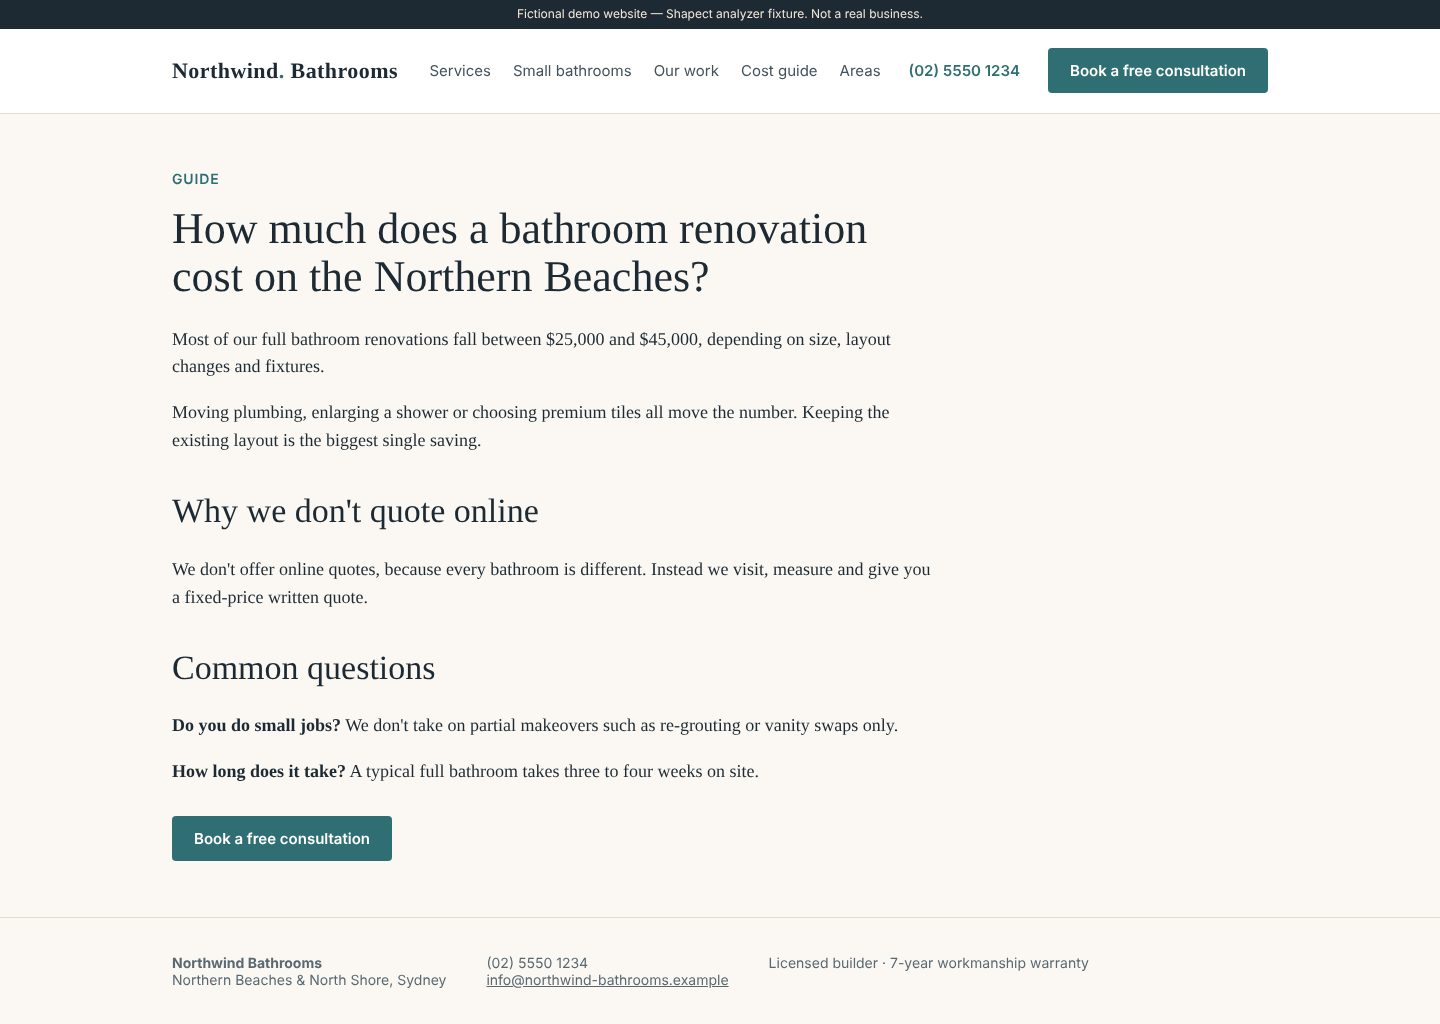 Fictional demo website — Shapect analyzer fixture. Not a real business.
Northwind. Bathrooms
Services
Small bathrooms
Our work
Cost guide
Areas
(02) 5550 1234
Book a free consultation
GUIDE
How much does a bathroom renovation
cost on the Northern Beaches?
Most of our full bathroom renovations fall between $25,000 and $45,000, depending on size, layout
changes and fixtures.
Moving plumbing, enlarging a shower or choosing premium tiles all move the number. Keeping the
existing layout is the biggest single saving.
Why we don't quote online
We don't offer online quotes, because every bathroom is different. Instead we visit, measure and give you
a fixed-price written quote.
Common questions
Do you do small jobs? We don't take on partial makeovers such as re-grouting or vanity swaps only.
How long does it take? A typical full bathroom takes three to four weeks on site.
Book a free consultation
Northwind Bathrooms
Northern Beaches & North Shore, Sydney
(02) 5550 1234
info@northwind-bathrooms.example
Licensed builder · 7-year workmanship warranty